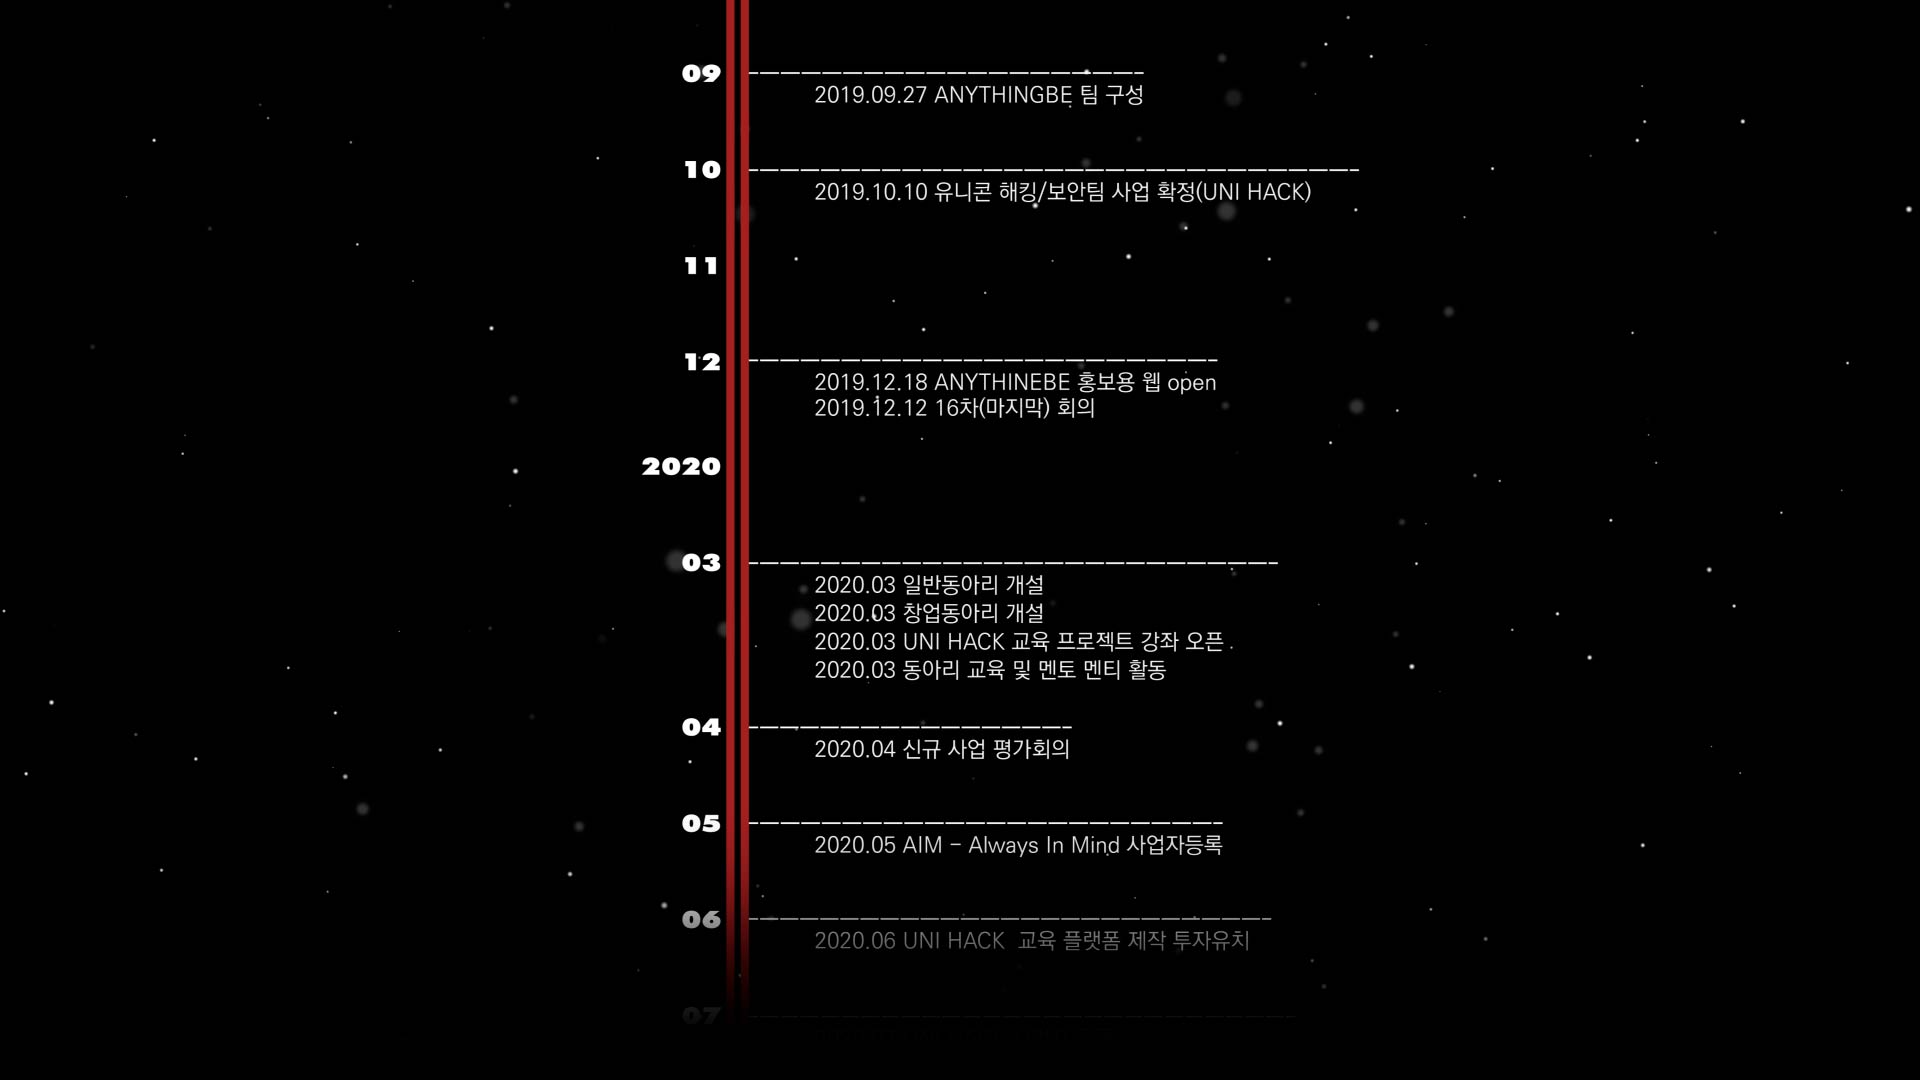 09
2019.09.27 ANYTHINGBE 팀 구성
10
2019.10.10 유니콘 해킹/보안팀 사업 확정(UNI HACK)
11
12
2019.12.18 ANYTHINEBE 홍보용 웹 open
2019.12.12 16차(마지막) 회의
2020
03
2020.03 일반동아리 개설
2020.03 창업동아리 개설
2020.03 UNI HACK 교육 프로젝트 강좌 오픈
2020.03 동아리 교육 및 멘토 멘티 활동
04
2020.04 신규 사업 평가회의
05
2020.05 AIM - Always In Mind 사업자등록
06
2020.06 UNI HACK 교육 플랫폼 제작 투자유치
07